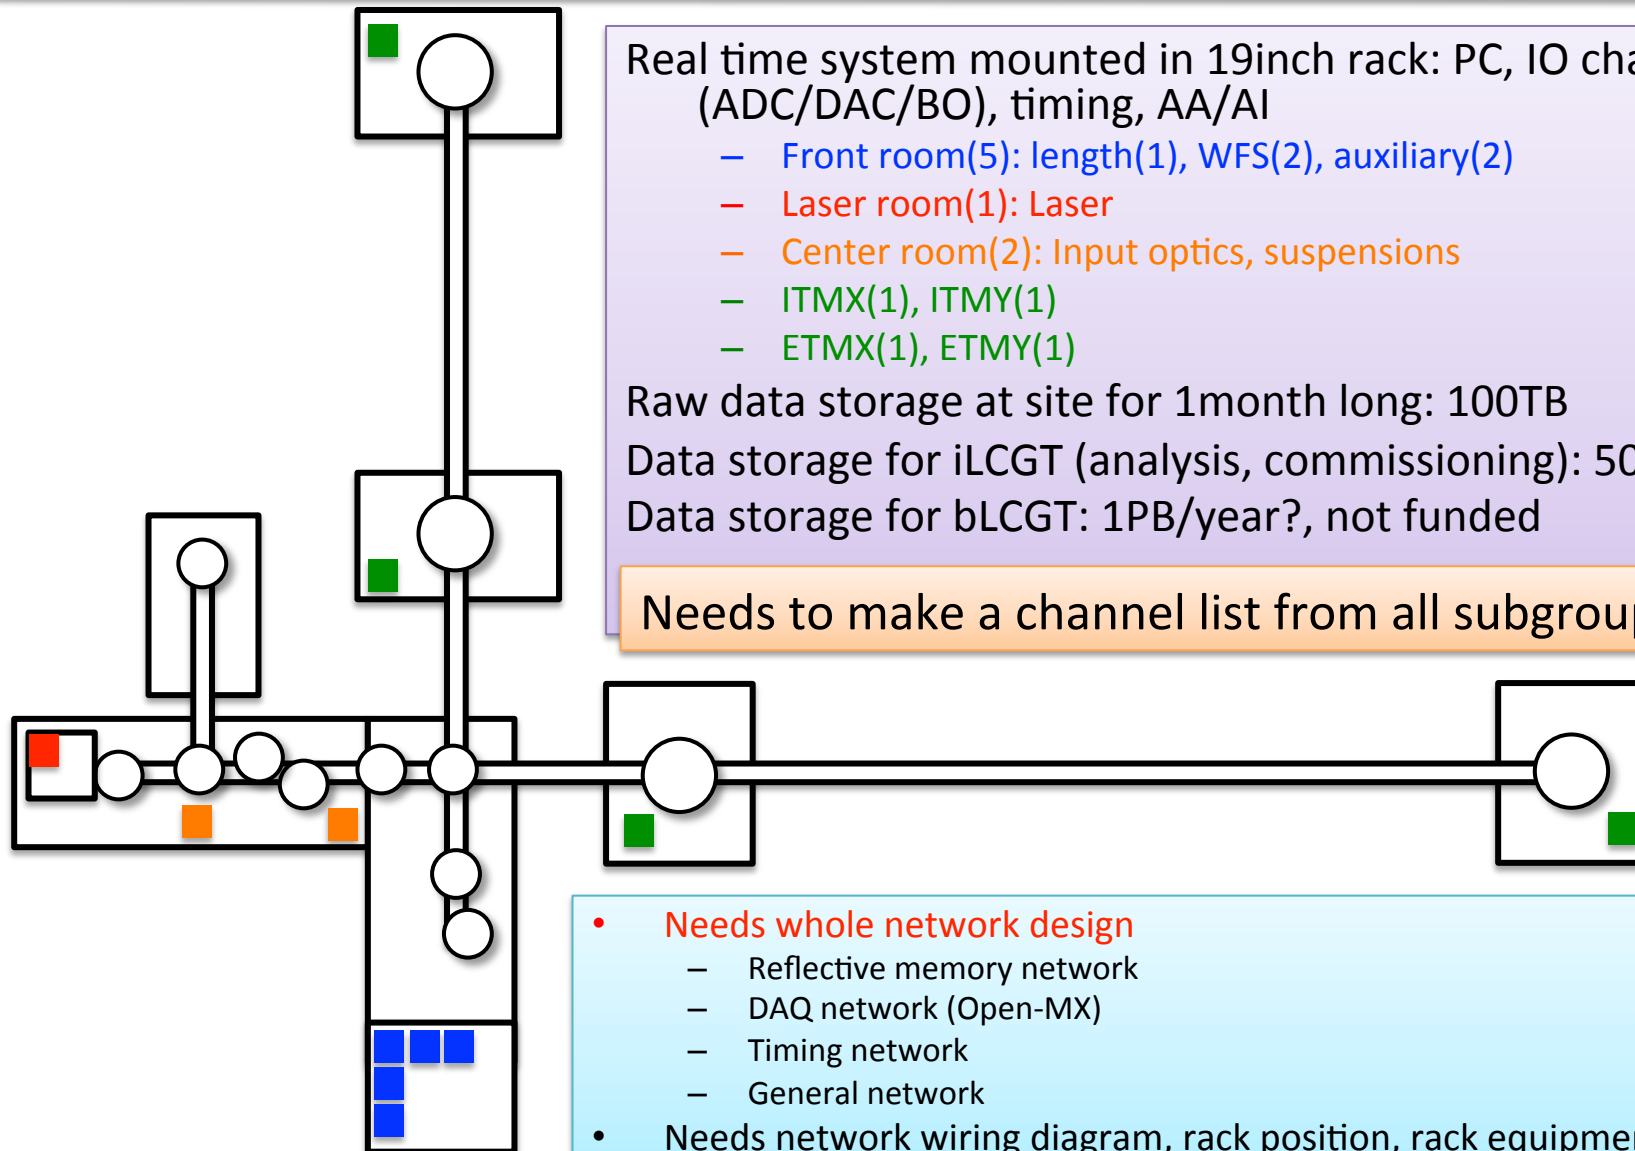 Real time system mounted in 19inch rack: PC, IO
(ADC/DAC/BO), timing, AA/AI
– Front room(5): length(1), WFS(2), auxiliary(2)
– Laser room(1): Laser
– Center room(2): Input optics, suspensions
– ITMX(1), ITMY(1)
– ETMX(1), ETMY(1)
Raw data storage at site for 1month long: 100TB
Data storage for iLCGT (analysis, commissioning):
Data storage for bLCGT: 1PB/year?, not funded
Needs to make a channel list from all
• Needs whole network design
– Reflective memory network
– DAQ network (Open-MX)
– Timing network
– General network
• Needs network wiring diagram, rack position, rack